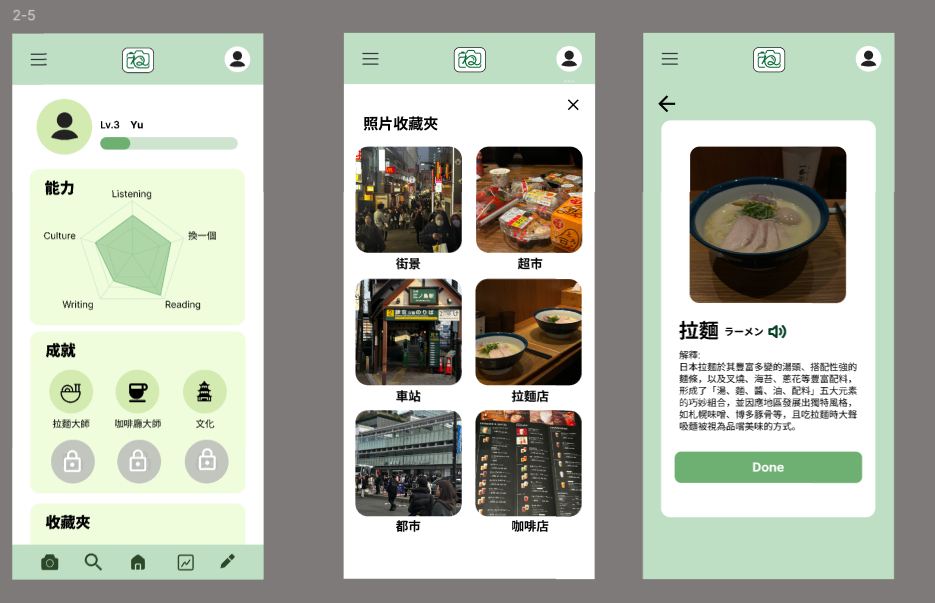 2-5
Lv.3 Yu
能力
Listening
Culture
換一個
Writing
Reading
成就
拉麵大師
咖啡廳大師
文化
收藏夾
照片收藏夾
街景
超市
車站
拉麵店
都市
咖啡店
拉麵 ラーメン
解釋:
日本拉麵於其豐富多變的湯頭、搭配性強的
麵條，以及叉燒、海苔、蔥花等豐富配料，
形成了「湯、麵、醬、油、配料」五大元素
的巧妙組合，並因應地區發展出獨特風格，
如札幌味噌、博多豚骨等，且吃拉麵時大聲
吸麵被視為品嚐美味的方式。
Done